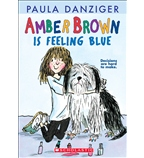 PAULA DANZIGER
AMBER BROWN
IS FEELING BLUE
Decisions
are hard
to make.
SCHOLASTIC